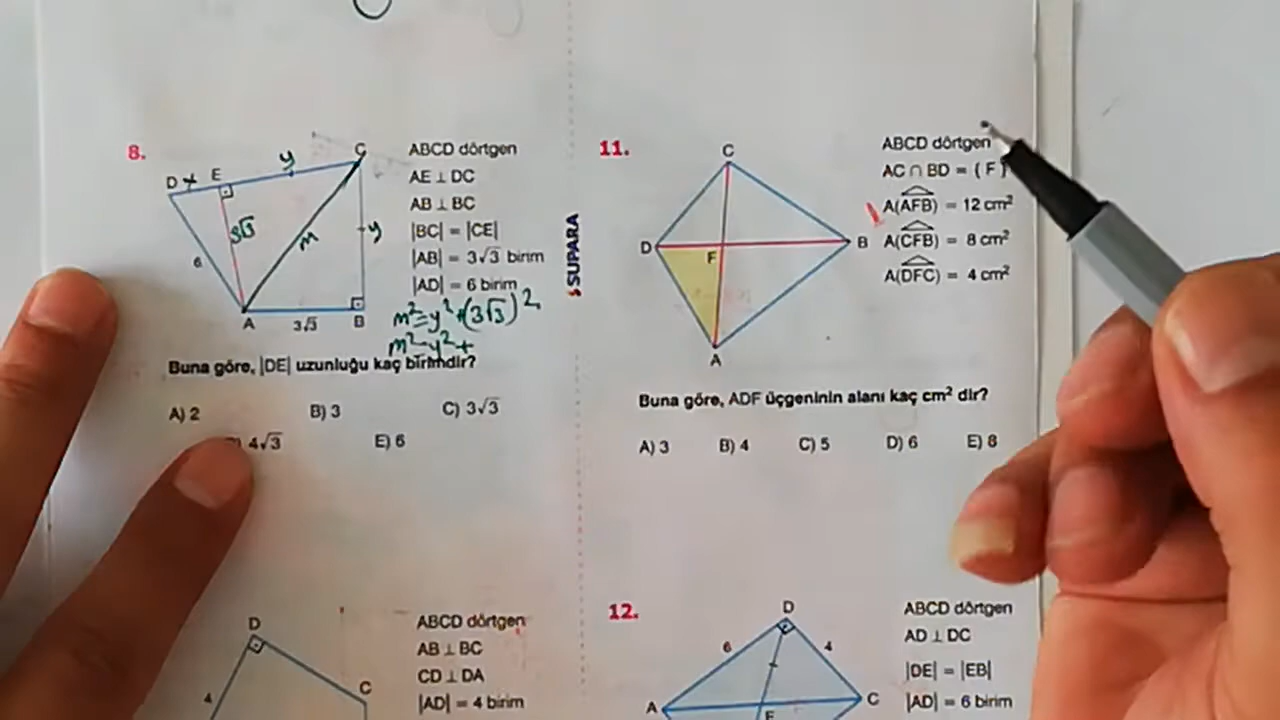 8.
D x E y C
3√3 m y
6
A 3√3 B
ABCD dörtgen
AE ⊥ DC
AB ⊥ BC
|BC| = |CE|
|AB| = 3√3 birim
|AD| = 6 birim
m² = y² + (3√3)²
m² - y² +
Buna göre, |DE| uzunluğu kaç birimdir?
A) 2 B) 3 C) 3√3
4√3 E) 6
SUPARA
11.
C
D F B
A
ABCD dörtgen
AC ∩ BD = { F }
A(AFB) = 12 cm²
A(CFB) = 8 cm²
A(DFC) = 4 cm²
Buna göre, ADF üçgeninin alanı kaç cm² dir?
A) 3 B) 4 C) 5 D) 6 E) 8
D
4 C
ABCD dörtgen
AB ⊥ BC
CD ⊥ DA
|AD| = 4 birim
12.
D
6 4
A E C
ABCD dörtgen
AD ⊥ DC
|DE| = |EB|
|AD| = 6 birim